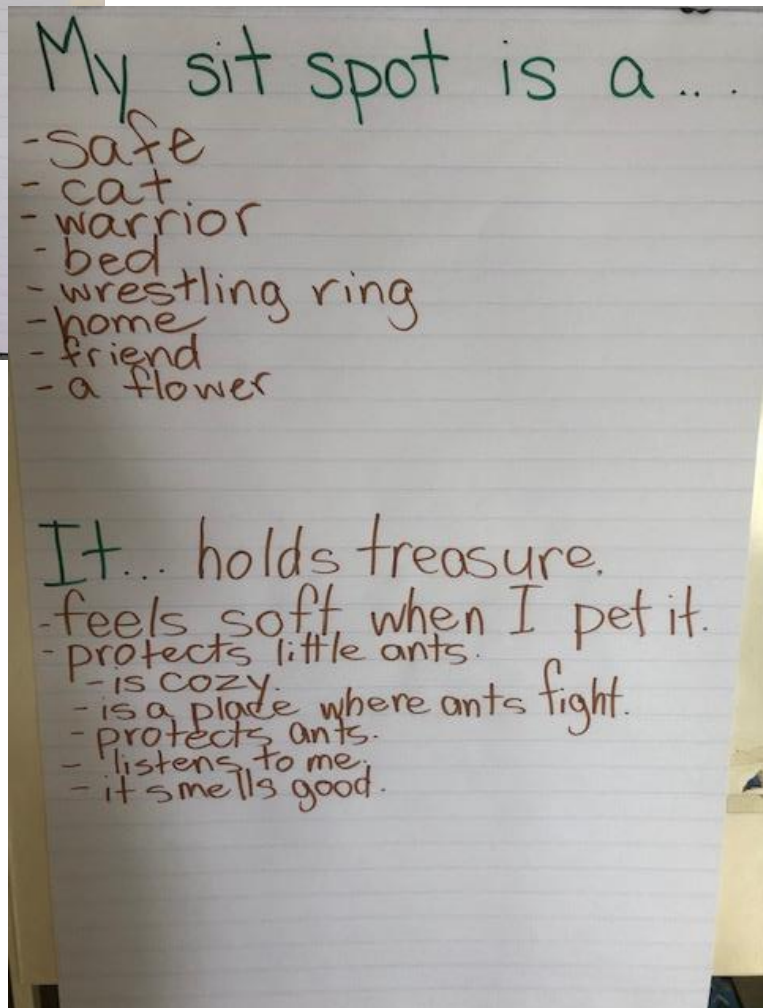 My sit spot is a...
- safe
- cat
- warrior
- bed
- wrestling ring
- home
- friend
- a flower
It... holds treasure.
- feels soft when I pet it.
- protects little ants.
- is cozy.
- is a place where ants fight.
- protects ants.
- listens to me.
- it smells good.